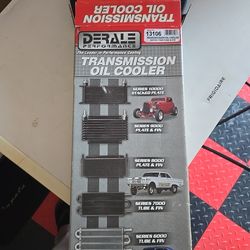 TRANSMISSION
OIL COOLER
DERALE
PERFORMANCE
13106
The Leader in Performance Cooling
TRANSMISSION
OIL COOLER
SERIES 10000
STACKED PLATE
SERIES 9000
PLATE & FIN
SERIES 8000
PLATE & FIN
SERIES 7000
TUBE & FIN
SERIES 6000
TUBE & FIN
FRIGIDAIRE